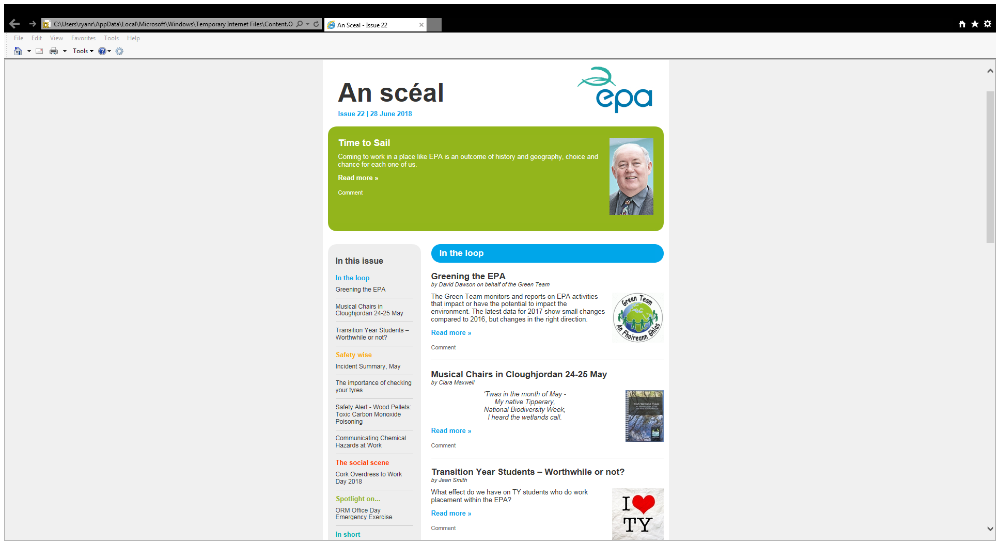 C:\Users\ryanr\AppData\Local\Microsoft\Windows\Temporary Internet Files\Content.O
An Sceal - Issue 22
File Edit View Favorites Tools Help
Tools
An scéal
epa
Issue 22 | 28 June 2018
Time to Sail
Coming to work in a place like EPA is an outcome of history and geography, choice and
chance for each one of us.
Read more »
Comment
In this issue
In the loop
Greening the EPA
Musical Chairs in
Cloughjordan 24-25 May
Transition Year Students –
Worthwhile or not?
Safety wise
Incident Summary, May
The importance of checking
your tyres
Safety Alert - Wood Pellets:
Toxic Carbon Monoxide
Poisoning
Communicating Chemical
Hazards at Work
The social scene
Cork Overdress to Work
Day 2018
Spotlight on...
ORM Office Day
Emergency Exercise
In short
In the loop
Greening the EPA
by David Dawson on behalf of the Green Team
The Green Team monitors and reports on EPA activities
that impact or have the potential to impact the
environment. The latest data for 2017 show small changes
compared to 2016, but changes in the right direction.
Green Team
An Fhoireann Ghlas
Read more »
Comment
Musical Chairs in Cloughjordan 24-25 May
by Ciara Maxwell
'Twas in the month of May -
My native Tipperary,
National Biodiversity Week,
I heard the wetlands call.
Irish Wetland Types
Read more »
Comment
Transition Year Students – Worthwhile or not?
by Jean Smith
What effect do we have on TY students who do work
placement within the EPA?
I
TY
Read more »
Comment